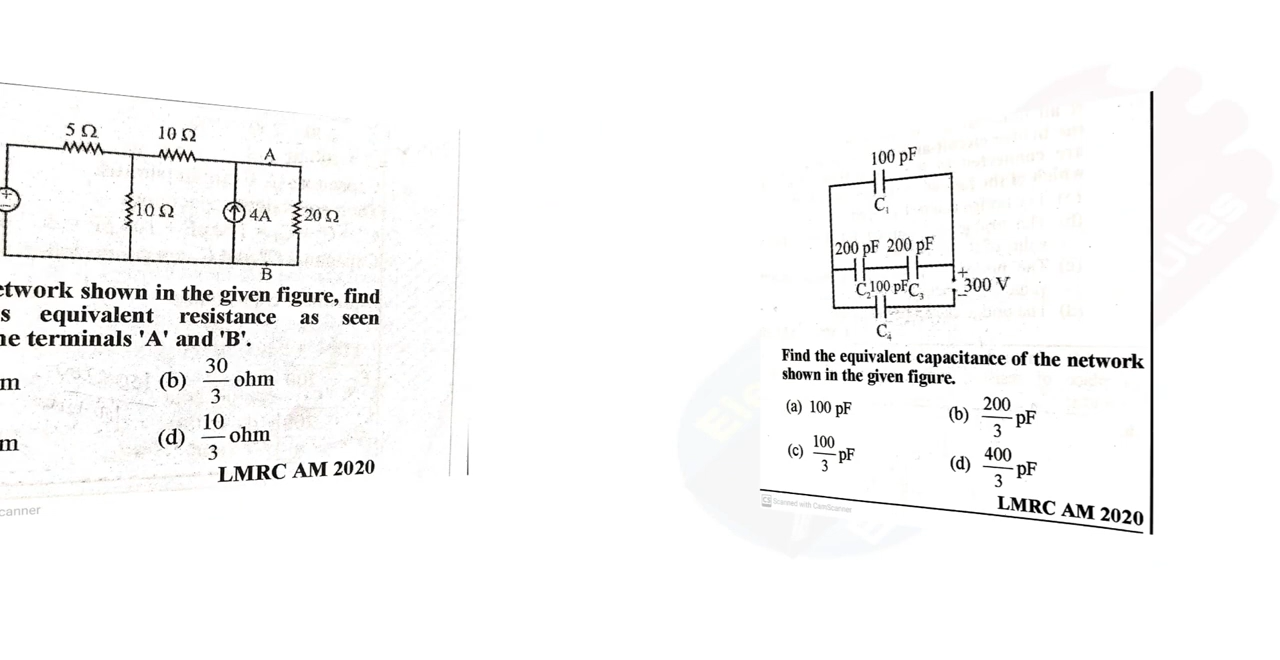 5 Ω
10 Ω
A
10 Ω
4A
20 Ω
B
etwork shown in the given figure, find
s equivalent resistance as seen
ne terminals 'A' and 'B'.
m
(b) 30/3 ohm
m
(d) 10/3 ohm
LMRC AM 2020
canner
100 pF
C₁
200 pF 200 pF
C₂ 100 pF C₃
+
300 V
−
C₄
Find the equivalent capacitance of the network
shown in the given figure.
(a) 100 pF
(b) 200/3 pF
(c) 100/3 pF
(d) 400/3 pF
LMRC AM 2020
CS Scanned with CamScanner